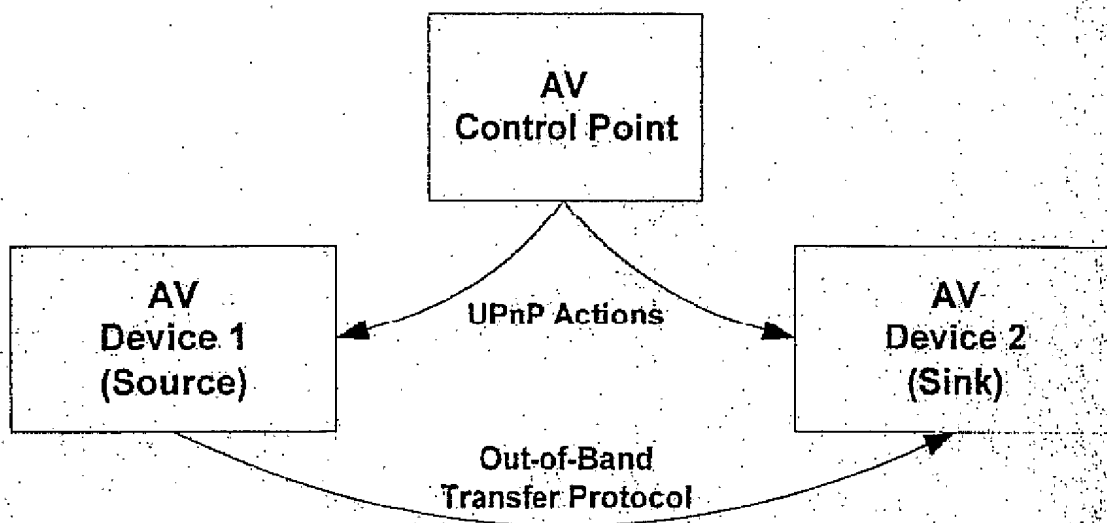 AV
Control Point
AV
Device 1
(Source)
UPnP Actions
AV
Device 2
(Sink)
Out-of-Band
Transfer Protocol